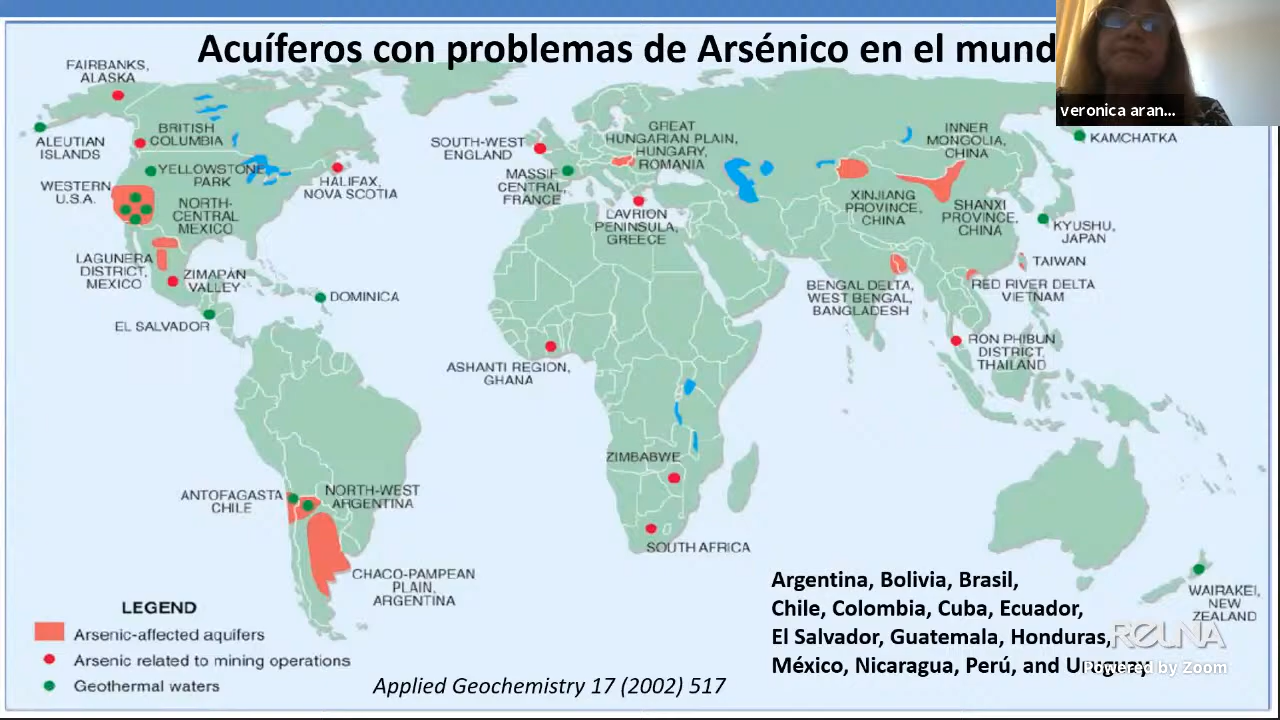 Acuíferos con problemas de Arsénico en el mund
veronica aran...
FAIRBANKS,
ALASKA
ALEUTIAN
ISLANDS
BRITISH
COLUMBIA
YELLOWSTONE
PARK
WESTERN
U.S.A.
NORTH-
CENTRAL
MEXICO
HALIFAX,
NOVA SCOTIA
LAGUNERA
DISTRICT,
MEXICO
ZIMAPÁN
VALLEY
DOMINICA
EL SALVADOR
SOUTH-WEST
ENGLAND
MASSIF
CENTRAL,
FRANCE
GREAT
HUNGARIAN PLAIN,
HUNGARY,
ROMANIA
LAVRION
PENINSULA,
GREECE
INNER
MONGOLIA,
CHINA
KAMCHATKA
XINJIANG
PROVINCE,
CHINA
SHANXI
PROVINCE,
CHINA
KYUSHU,
JAPAN
TAIWAN
BENGAL DELTA,
WEST BENGAL,
BANGLADESH
RED RIVER DELTA
VIETNAM
RON PHIBUN
DISTRICT,
THAILAND
ASHANTI REGION,
GHANA
ZIMBABWE
SOUTH AFRICA
ANTOFAGASTA
CHILE
NORTH-WEST
ARGENTINA
CHACO-PAMPEAN
PLAIN,
ARGENTINA
WAIRAKEI,
NEW
ZEALAND
LEGEND
Arsenic-affected aquifers
Arsenic related to mining operations
Geothermal waters
Applied Geochemistry 17 (2002) 517
Argentina, Bolivia, Brasil,
Chile, Colombia, Cuba, Ecuador,
El Salvador, Guatemala, Honduras,
México, Nicaragua, Perú, and Uruguay
REUNA
Powered by Zoom